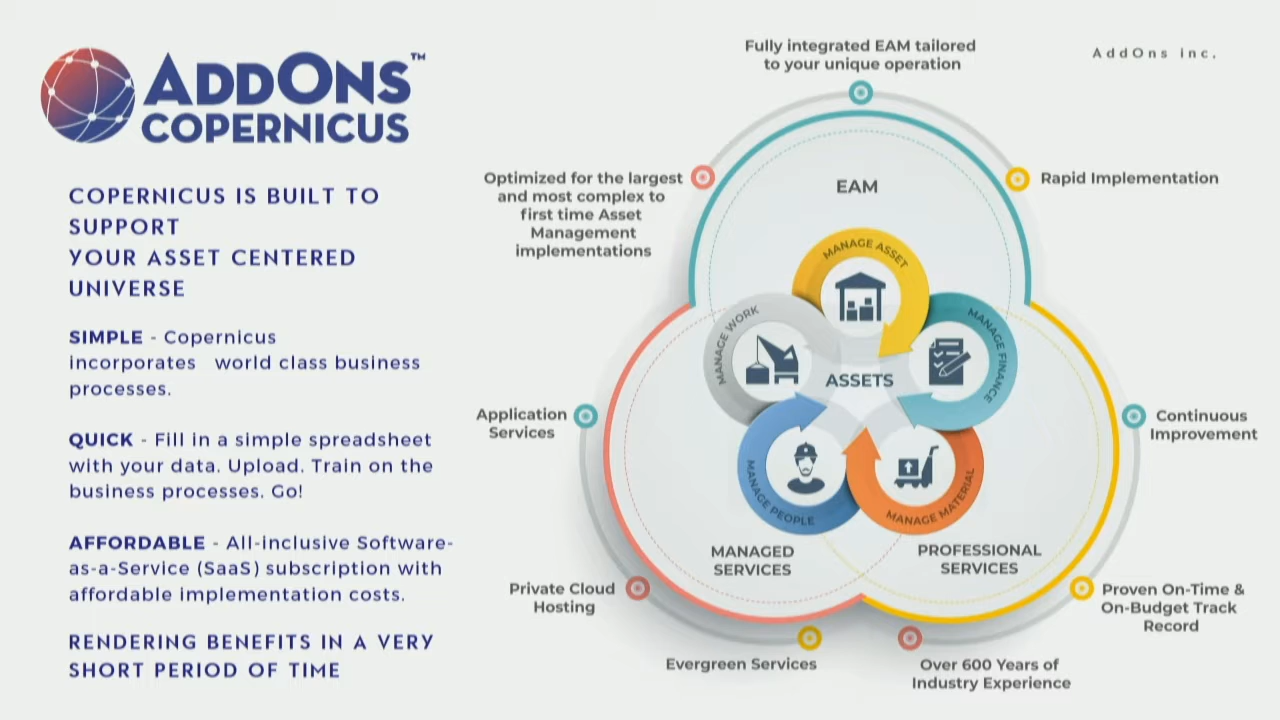 ADDONS™
COPERNICUS
COPERNICUS IS BUILT TO
SUPPORT
YOUR ASSET CENTERED
UNIVERSE
SIMPLE - Copernicus
incorporates world class business
processes.
QUICK - Fill in a simple spreadsheet
with your data. Upload. Train on the
business processes. Go!
AFFORDABLE - All-inclusive Software-
as-a-Service (SaaS) subscription with
affordable implementation costs.
RENDERING BENEFITS IN A VERY
SHORT PERIOD OF TIME
AddOns inc.
Fully integrated EAM tailored
to your unique operation
Optimized for the largest
and most complex to
first time Asset
Management
implementations
Rapid Implementation
EAM
MANAGE ASSET
MANAGE WORK
MANAGE FINANCE
ASSETS
MANAGE PEOPLE
MANAGE MATERIAL
Application
Services
Continuous
Improvement
MANAGED
SERVICES
PROFESSIONAL
SERVICES
Private Cloud
Hosting
Proven On-Time &
On-Budget Track
Record
Evergreen Services
Over 600 Years of
Industry Experience